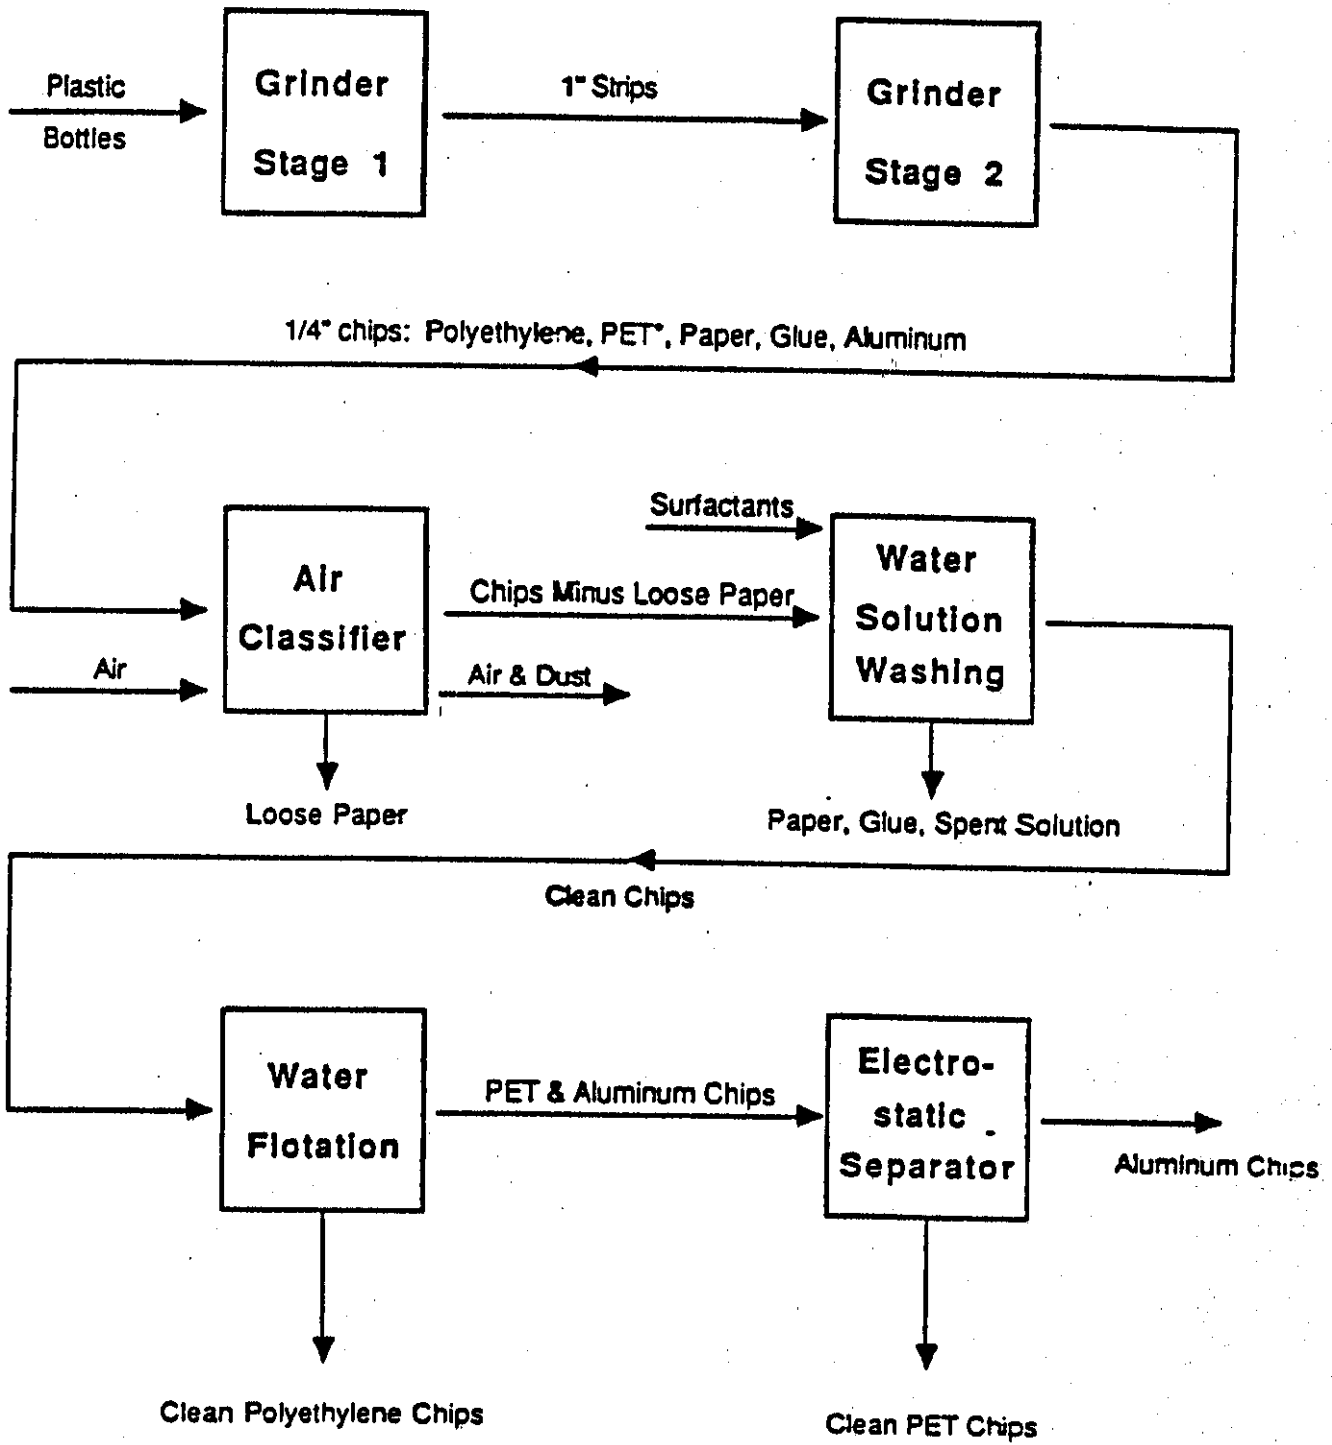 Plastic
Bottles
Grinder
Stage 1
1" Strips
Grinder
Stage 2
1/4" chips: Polyethylene, PET*, Paper, Glue, Aluminum
Surfactants
Air
Classifier
Chips Minus Loose Paper
Water
Solution
Washing
Air
Air & Dust
Loose Paper
Paper, Glue, Spent Solution
Clean Chips
Water
Flotation
PET & Aluminum Chips
Electro-
static
Separator
Aluminum Chips
Clean Polyethylene Chips
Clean PET Chips